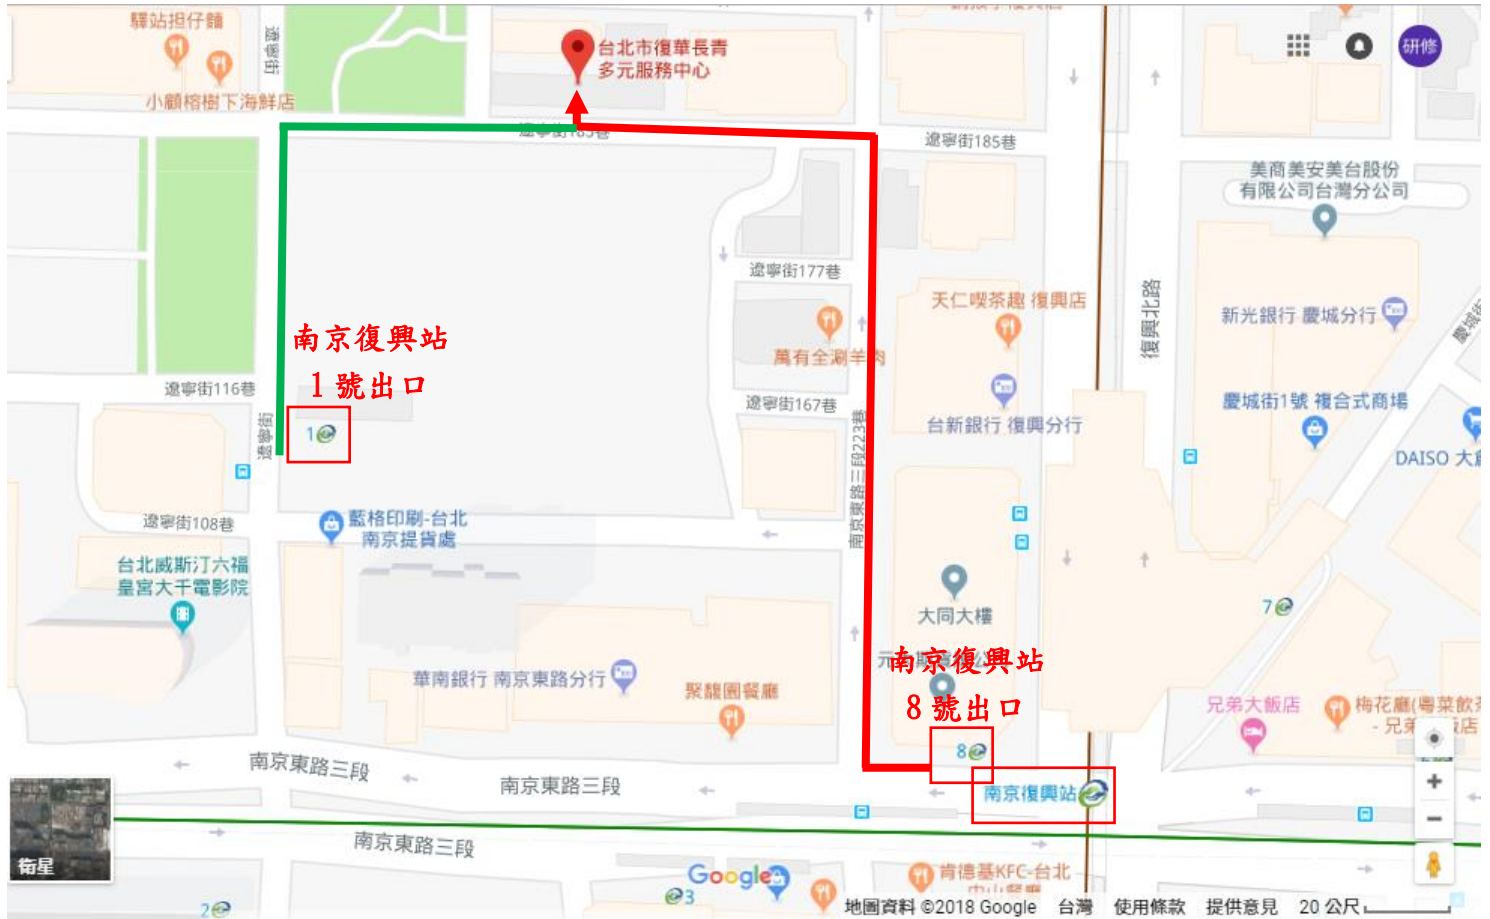 驛站担仔麵
遼寧街
小顧榕樹下海鮮店
台北市復華長青
多元服務中心
研修
遼寧街185巷
美商美安美台股份
有限公司台灣分公司
遼寧街177巷
天仁喫茶趣 復興店
復興北路
新光銀行 慶城分行
南京復興站
1 號出口
萬有全涮羊肉
遼寧街116巷
遼寧街167巷
台新銀行 復興分行
慶城街1號 複合式商場
DAISO 大
遼寧街
1
南京東路三段223巷
遼寧街108巷
藍格印刷-台北
南京提貨處
台北威斯汀六福
皇宮大千電影院
大同大樓
7
南京復興站
8 號出口
華南銀行 南京東路分行
聚馥園餐廳
兄弟大飯店
梅花廳(粵菜飲
8
南京東路三段
南京東路三段
南京復興站
南京東路三段
衛星
Google
3
肯德基KFC-台北
2
地圖資料 ©2018 Google 台灣 使用條款 提供意見 20 公尺